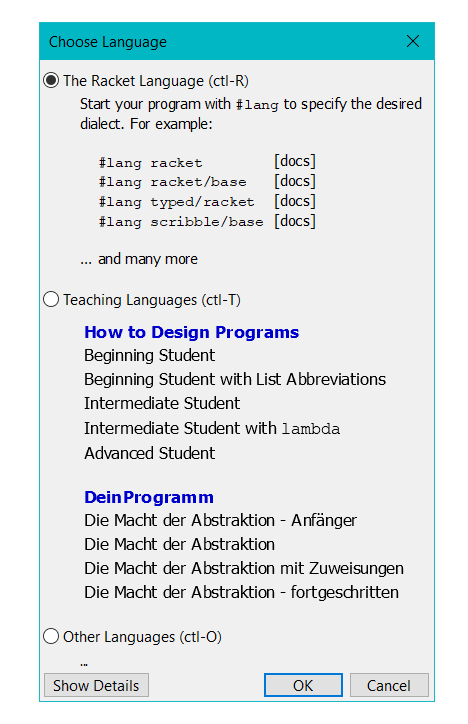 Choose Language
The Racket Language (ctl-R)
Start your program with #lang to specify the desired
dialect. For example:
#lang racket [docs]
#lang racket/base [docs]
#lang typed/racket [docs]
#lang scribble/base [docs]
... and many more
Teaching Languages (ctl-T)
How to Design Programs
Beginning Student
Beginning Student with List Abbreviations
Intermediate Student
Intermediate Student with lambda
Advanced Student
DeinProgramm
Die Macht der Abstraktion - Anfänger
Die Macht der Abstraktion
Die Macht der Abstraktion mit Zuweisungen
Die Macht der Abstraktion - fortgeschritten
Other Languages (ctl-O)
...
Show Details OK Cancel